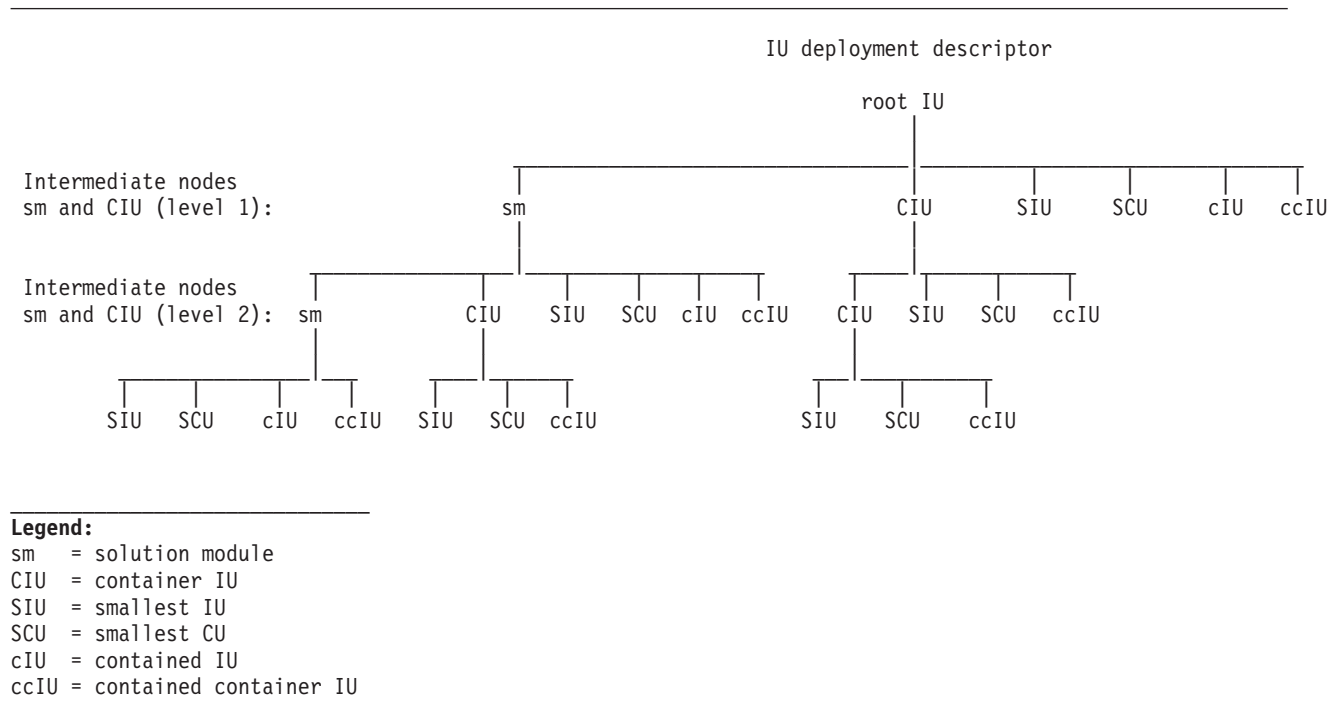 IU deployment descriptor
root IU
Intermediate nodes
sm and CIU (level 1): sm CIU SIU SCU cIU ccIU
Intermediate nodes
sm and CIU (level 2): sm CIU SIU SCU cIU ccIU CIU SIU SCU ccIU
SIU SCU cIU ccIU SIU SCU ccIU SIU SCU ccIU
Legend:
sm = solution module
CIU = container IU
SIU = smallest IU
SCU = smallest CU
cIU = contained IU
ccIU = contained container IU